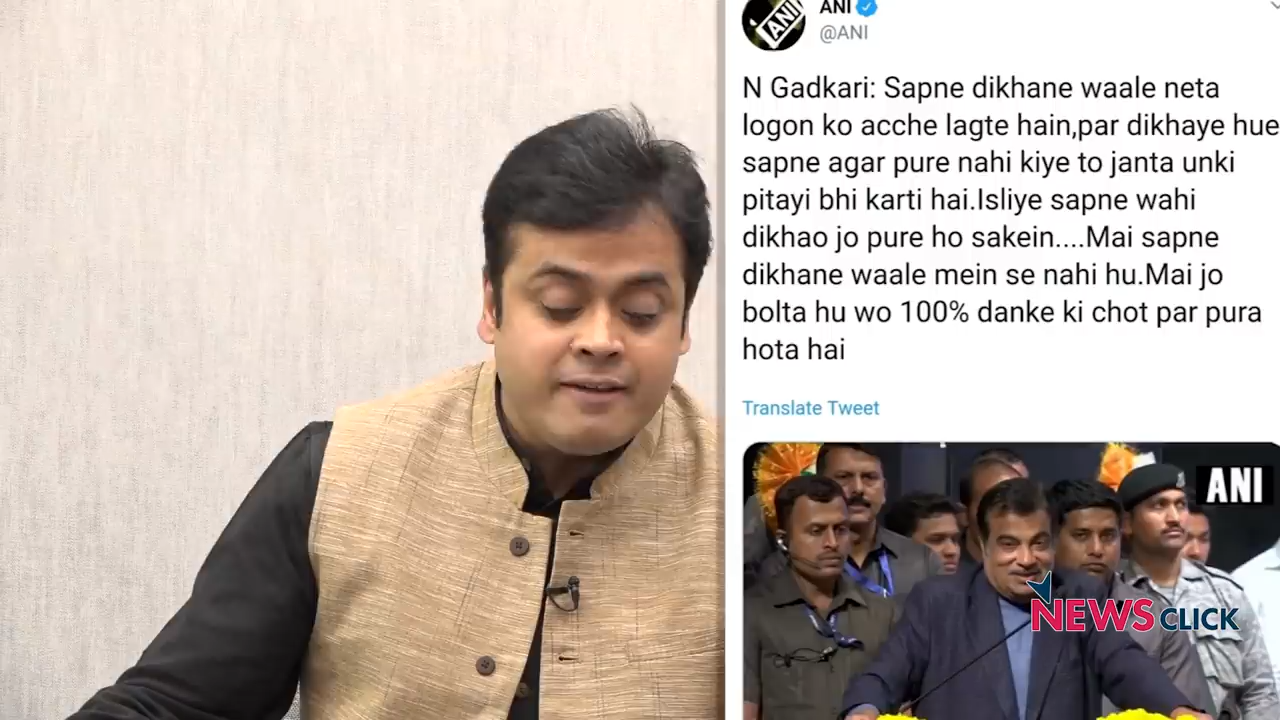 ANI
@ANI
N Gadkari: Sapne dikhane waale neta
logon ko acche lagte hain,par dikhaye hue
sapne agar pure nahi kiye to janta unki
pitayi bhi karti hai.Isliye sapne wahi
dikhao jo pure ho sakein....Mai sapne
dikhane waale mein se nahi hu.Mai jo
bolta hu wo 100% danke ki chot par pura
hota hai
Translate Tweet
ANI
NEWSCLICK